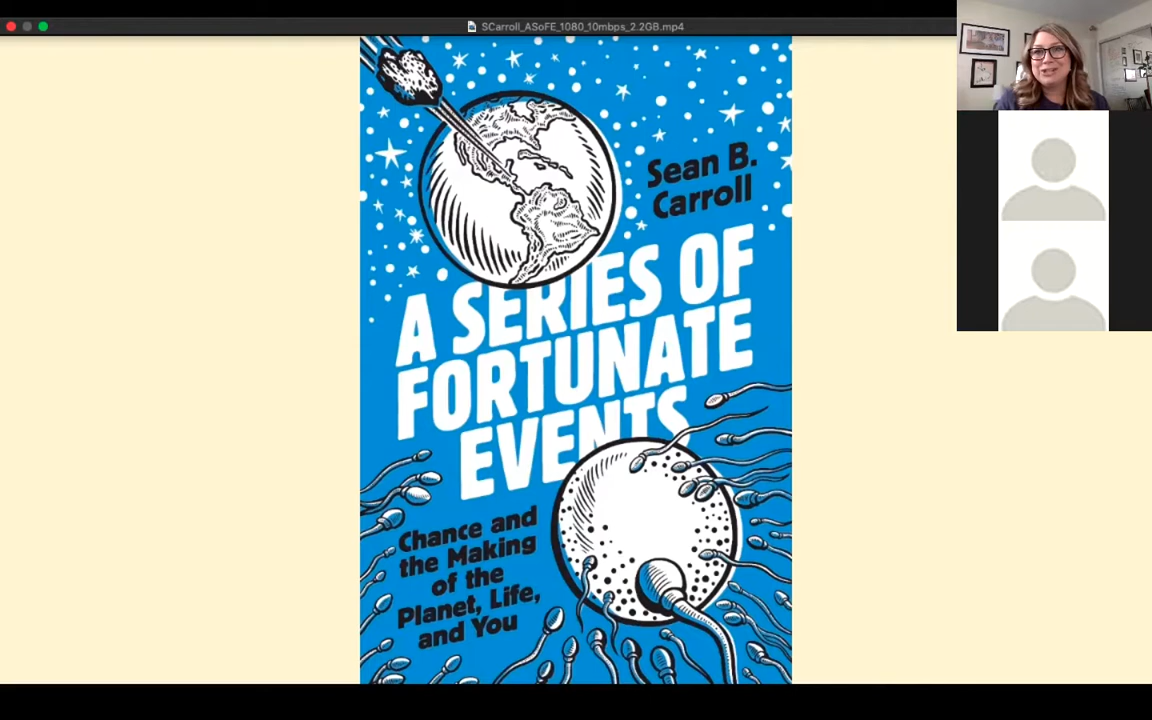 SCarroll_ASoFE_1080_10mbps_2.2GB.mp4
Sean B.
Carroll
A SERIES OF
FORTUNATE
EVENTS
Chance and
the Making
of the
Planet, Life,
and You